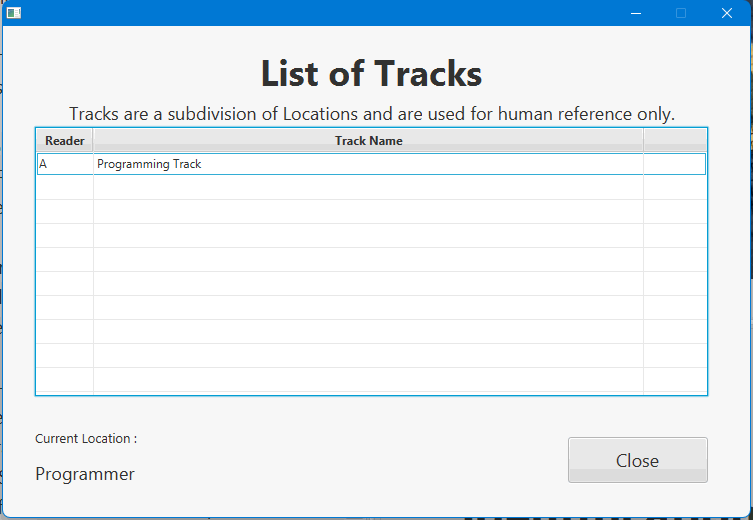 List of Tracks
Tracks are a subdivision of Locations and are used for human reference only.
Reader Track Name
A Programming Track
Current Location :
Programmer
Close